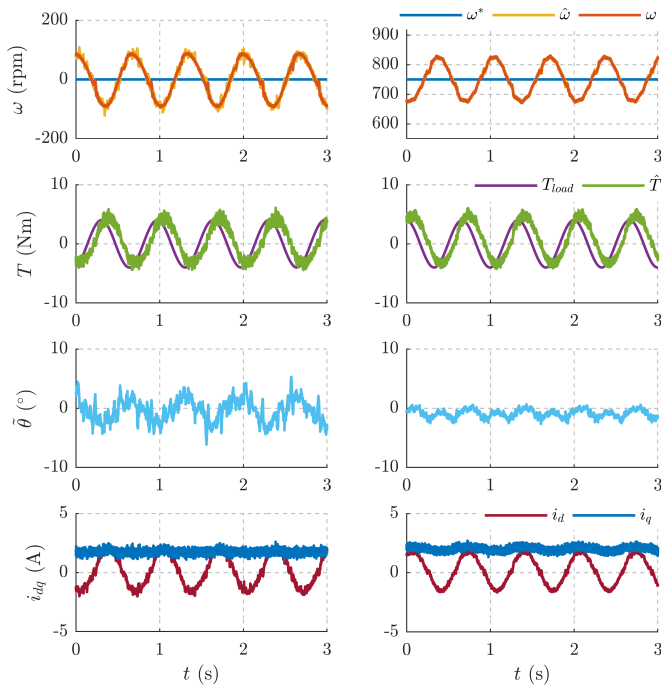 200
0
-200
ω (rpm)
0 1 2 3
ω* ω̂ ω
900
800
700
600
0 1 2 3
10
0
-10
T (Nm)
0 1 2 3
T_load T̂
10
0
-10
0 1 2 3
10
0
-10
θ̃ (°)
0 1 2 3
10
0
-10
0 1 2 3
5
0
-5
i_dq (A)
0 1 2 3
t (s)
i_d i_q
5
0
-5
0 1 2 3
t (s)